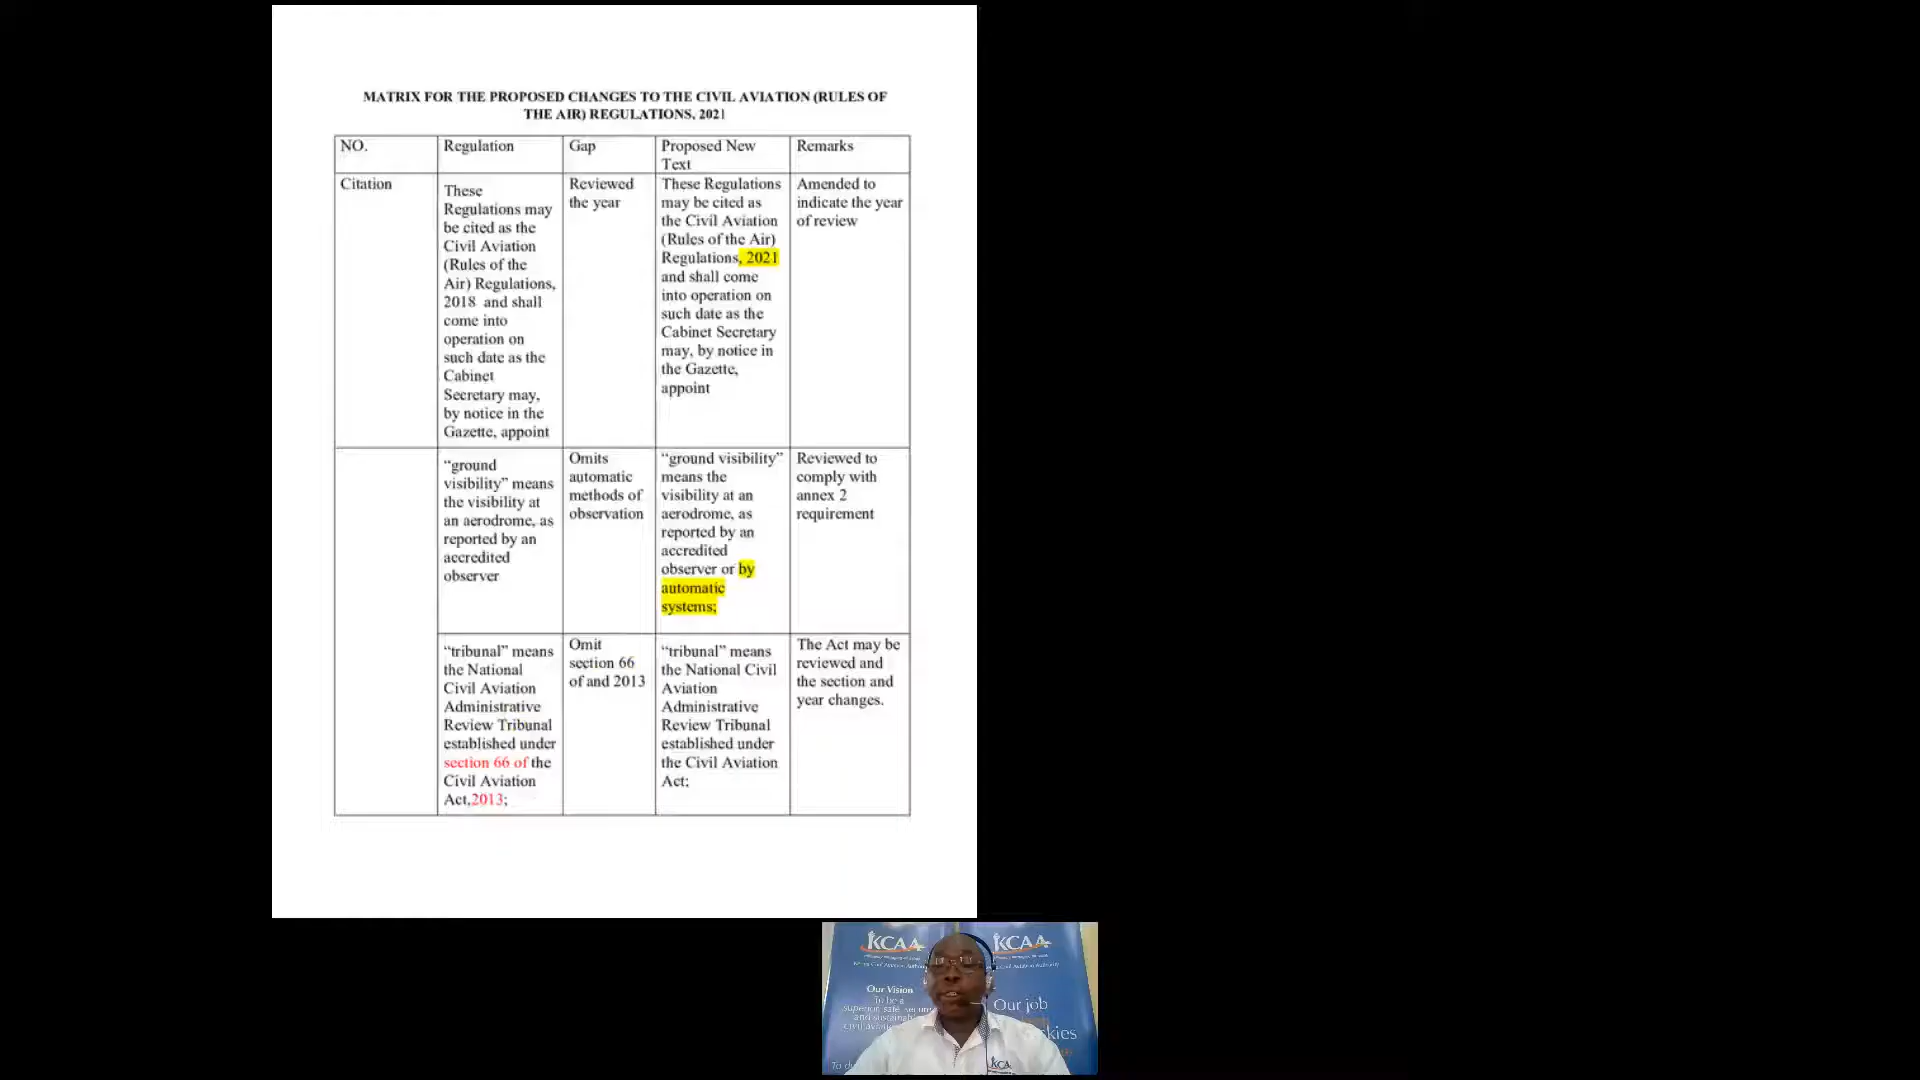 MATRIX FOR THE PROPOSED CHANGES TO THE CIVIL AVIATION (RULES OF
THE AIR) REGULATIONS, 2021
NO.
Regulation
Gap
Proposed New
Text
Remarks
Citation
These
Regulations may
be cited as the
Civil Aviation
(Rules of the
Air) Regulations,
2018 and shall
come into
operation on
such date as the
Cabinet
Secretary may,
by notice in the
Gazette, appoint
Reviewed
the year
These Regulations
may be cited as
the Civil Aviation
(Rules of the Air)
Regulations, 2021
and shall come
into operation on
such date as the
Cabinet Secretary
may, by notice in
the Gazette,
appoint
Amended to
indicate the year
of review
“ground
visibility” means
the visibility at
an aerodrome, as
reported by an
accredited
observer
Omits
automatic
methods of
observation
“ground visibility”
means the
visibility at an
aerodrome, as
reported by an
accredited
observer or by
automatic
systems;
Reviewed to
comply with
annex 2
requirement
“tribunal” means
the National
Civil Aviation
Administrative
Review Tribunal
established under
section 66 of the
Civil Aviation
Act,2013;
Omit
section 66
of and 2013
“tribunal” means
the National Civil
Aviation
Administrative
Review Tribunal
established under
the Civil Aviation
Act;
The Act may be
reviewed and
the section and
year changes.
KCAA
KCAA
Our Vision
To be a
superior safe
civil
Our job
skies
KCAA